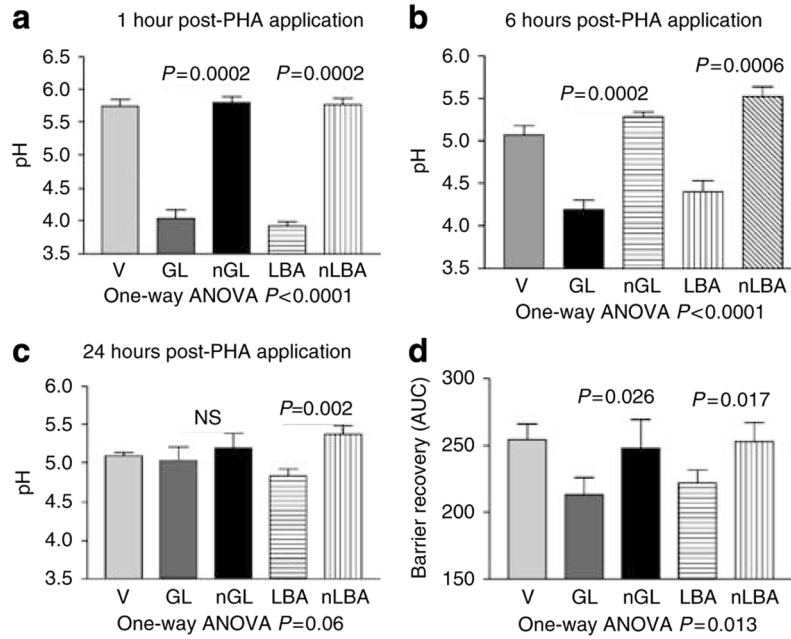 a
1 hour post-PHA application
6.5
6.0
5.5
5.0
4.5
4.0
3.5
pH
P=0.0002
P=0.0002
V GL nGL LBA nLBA
One-way ANOVA P<0.0001
b
6 hours post-PHA application
6.0
5.5
5.0
4.5
4.0
3.5
pH
P=0.0002
P=0.0006
V GL nGL LBA nLBA
One-way ANOVA P<0.0001
c
24 hours post-PHA application
6.0
5.5
5.0
4.5
4.0
3.5
pH
NS
P=0.002
V GL nGL LBA nLBA
One-way ANOVA P=0.06
d
300
250
200
150
Barrier recovery (AUC)
P=0.026
P=0.017
V GL nGL LBA nLBA
One-way ANOVA P=0.013